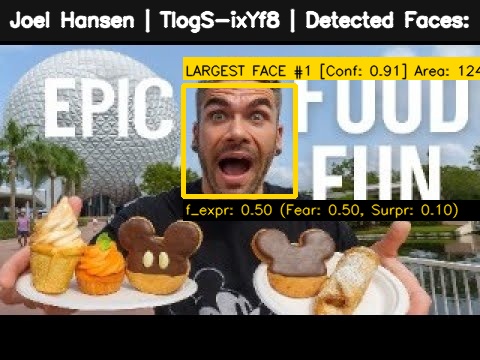 Joel Hansen | TlogS-ixYf8 | Detected Faces:
LARGEST FACE #1 [Conf: 0.91] Area: 124
EPIC FOOD
FUN
f_expr: 0.50 (Fear: 0.50, Surpr: 0.10)